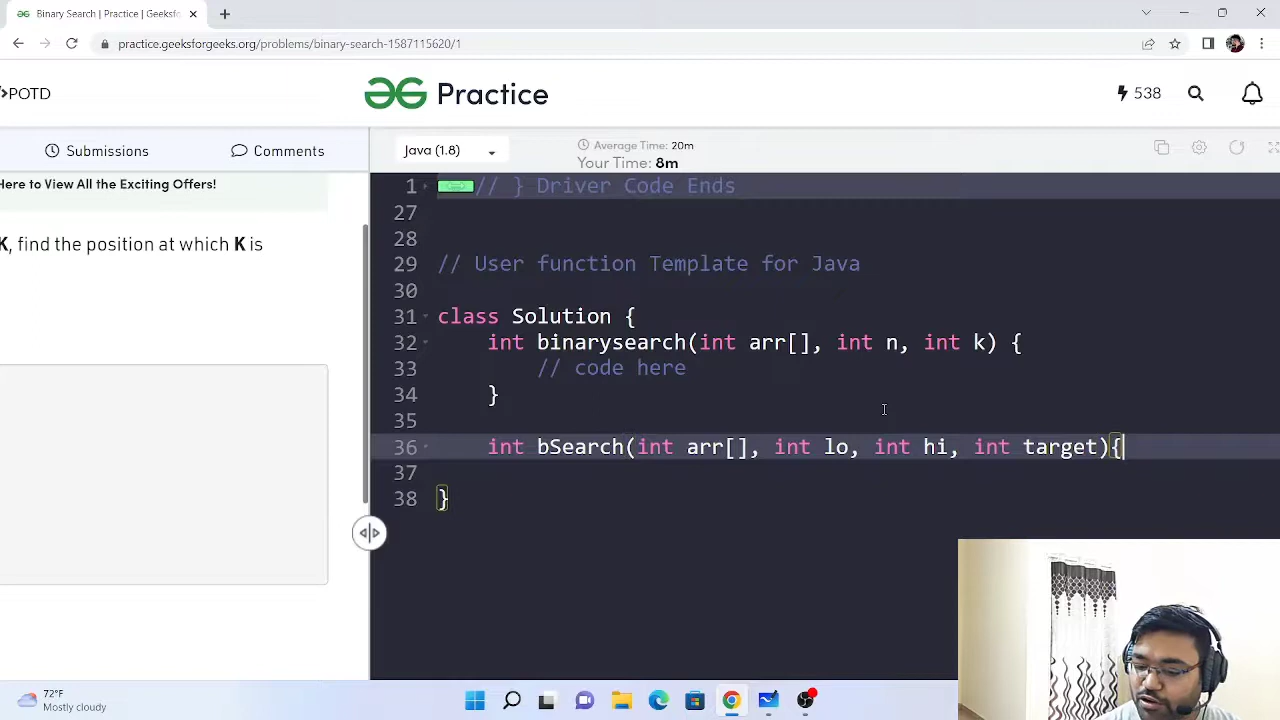 Binary Search | Practice | Geeksf
practice.geeksforgeeks.org/problems/binary-search-1587115620/1
POTD
Practice
538
Submissions
Comments
Java (1.8)
Average Time: 20m
Your Time: 8m
Here to View All the Exciting Offers!
K, find the position at which K is
1 // } Driver Code Ends
27
28
29 // User function Template for Java
30
31 class Solution {
32 int binarysearch(int arr[], int n, int k) {
33 // code here
34 }
35
36 int bSearch(int arr[], int lo, int hi, int target){
37
38 }
72°F
Mostly cloudy